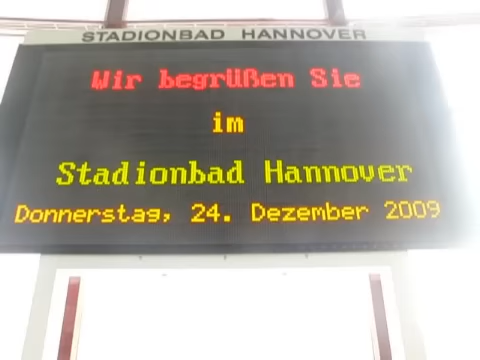 STADIONBAD HANNOVER
Wir begrüßen Sie
im
Stadionbad Hannover
Donnerstag, 24. Dezember 2009